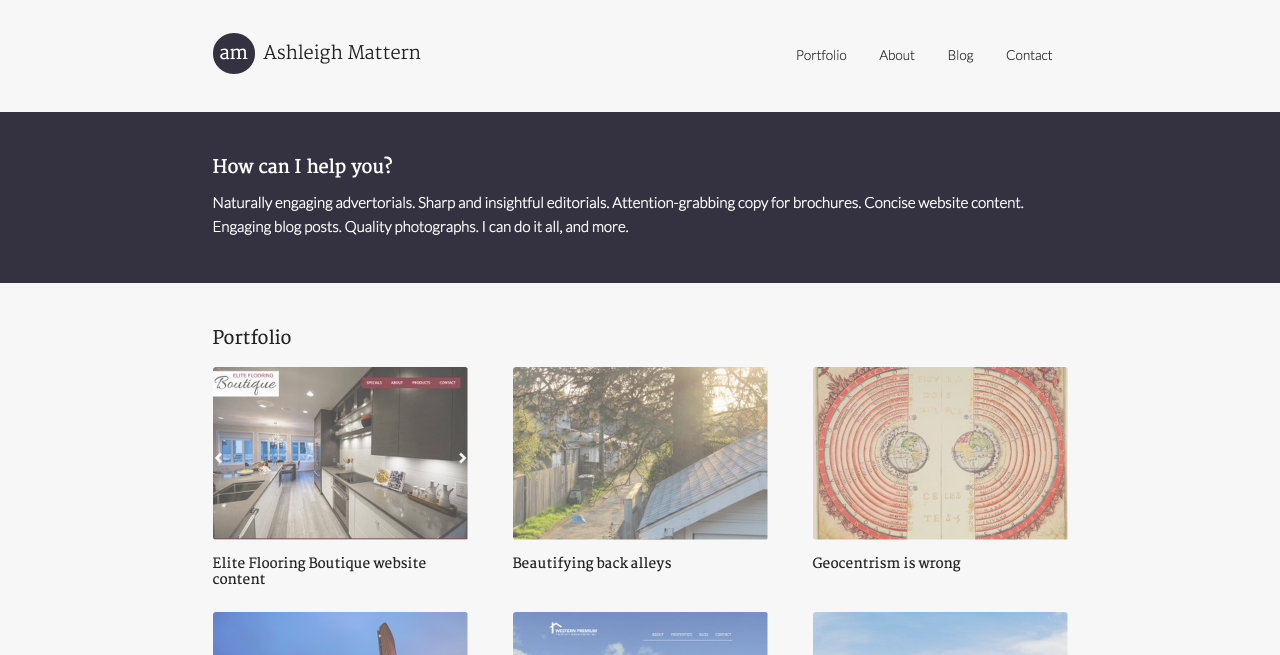 am Ashleigh Mattern
Portfolio About Blog Contact
How can I help you?
Naturally engaging advertorials. Sharp and insightful editorials. Attention-grabbing copy for brochures. Concise website content.
Engaging blog posts. Quality photographs. I can do it all, and more.
Portfolio
ELITE FLOORING
Boutique
SPECIALS ABOUT PRODUCTS CONTACT
Elite Flooring Boutique website
content
Beautifying back alleys
Geocentrism is wrong
WESTERN PREMIUM
ABOUT PROPERTIES BLOG CONTACT